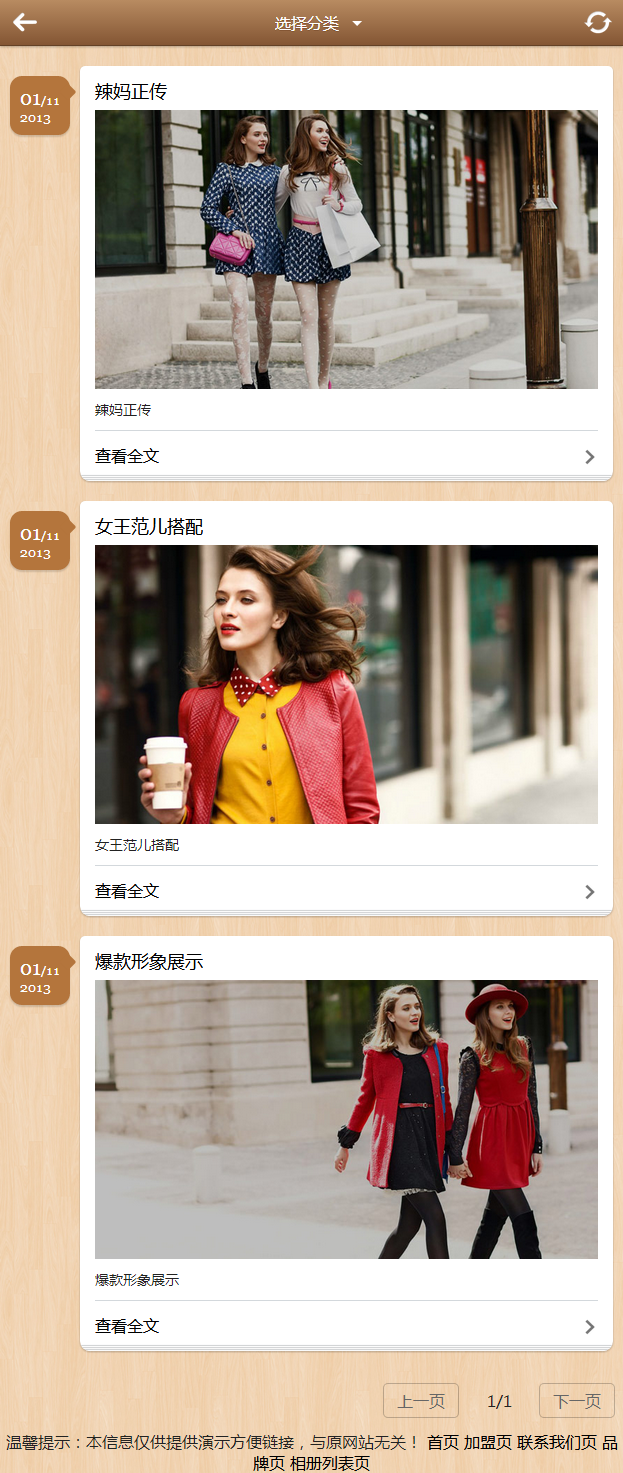 选择分类
01/11
2013
辣妈正传
辣妈正传
查看全文
01/11
2013
女王范儿搭配
女王范儿搭配
查看全文
01/11
2013
爆款形象展示
爆款形象展示
查看全文
上一页 1/1 下一页
温馨提示：本信息仅供提供演示方便链接，与原网站无关！ 首页 加盟页 联系我们页 品
牌页 相册列表页